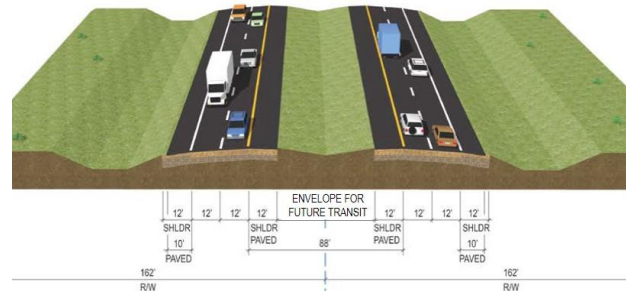 ENVELOPE FOR
FUTURE TRANSIT
12' 12' 12' 12' 12' 12' 12' 12'
SHLDR SHLDR SHLDR SHLDR
10' PAVED 88' PAVED 10'
PAVED PAVED
162' 162'
R/W R/W